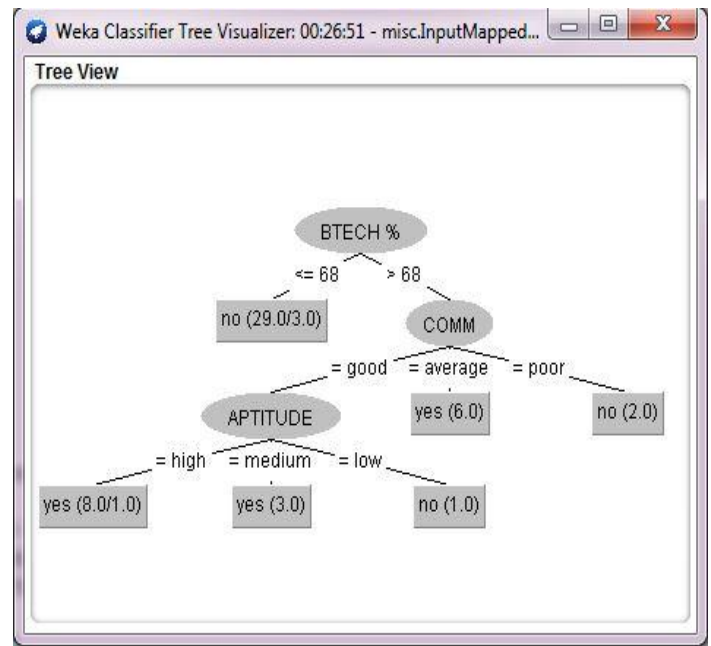 Weka Classifier Tree Visualizer: 00:26:51 - misc.InputMapped...
Tree View
BTECH %
<= 68 > 68
no (29.0/3.0) COMM
= good = average = poor
APTITUDE yes (6.0) no (2.0)
= high = medium = low
yes (8.0/1.0) yes (3.0) no (1.0)